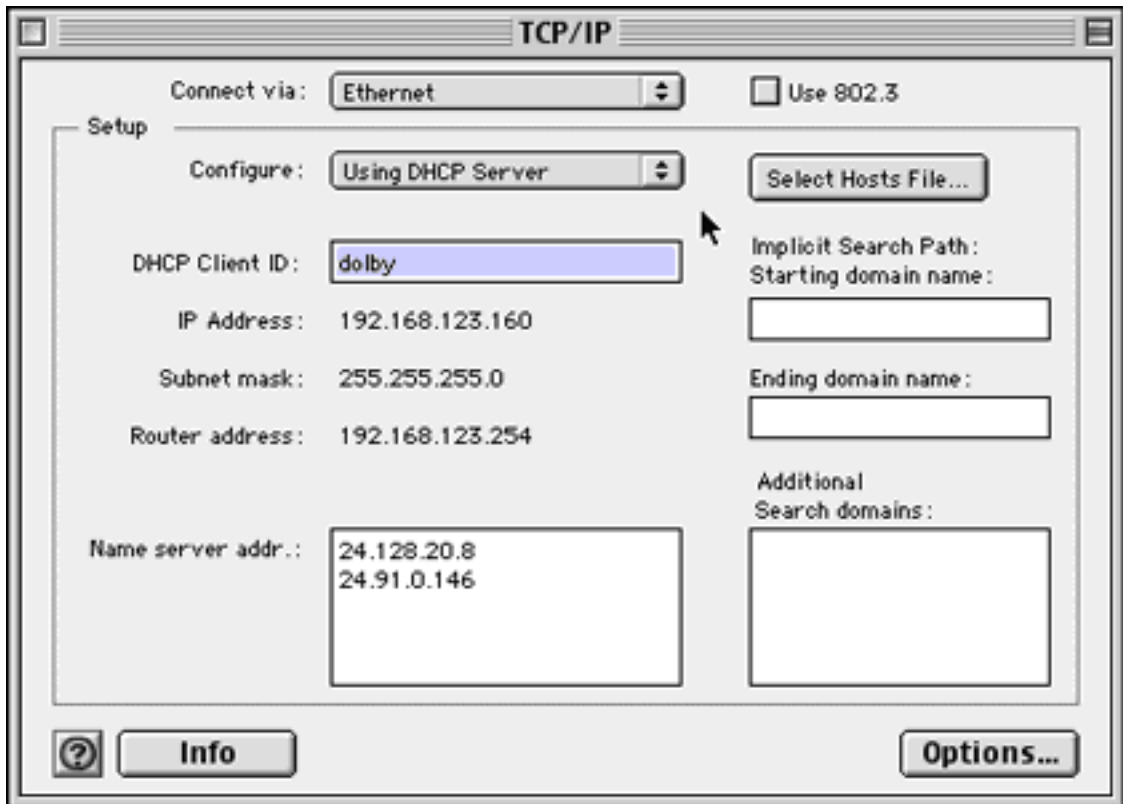 TCP/IP
Connect via: Ethernet
Use 802.3
Setup
Configure: Using DHCP Server
Select Hosts File...
DHCP Client ID: dolby
Implicit Search Path:
Starting domain name:
IP Address: 192.168.123.160
Subnet mask: 255.255.255.0
Ending domain name:
Router address: 192.168.123.254
Additional
Search domains:
Name server addr.: 24.128.20.8
24.91.0.146
?
Info
Options...